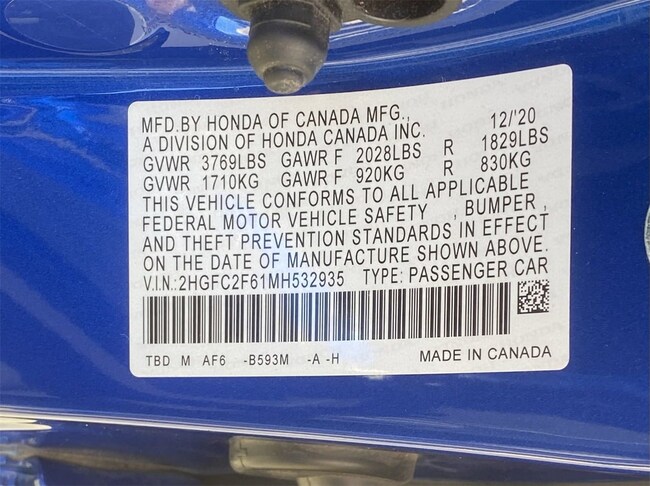 MFD.BY HONDA OF CANADA MFG., 12/'20
A DIVISION OF HONDA CANADA INC.
GVWR 3769LBS GAWR F 2028LBS R 1829LBS
GVWR 1710KG GAWR F 920KG R 830KG
THIS VEHICLE CONFORMS TO ALL APPLICABLE
FEDERAL MOTOR VEHICLE SAFETY , BUMPER ,
AND THEFT PREVENTION STANDARDS IN EFFECT
ON THE DATE OF MANUFACTURE SHOWN ABOVE.
V.I.N.:2HGFC2F61MH532935 TYPE: PASSENGER CAR
TBD M AF6 -B593M -A -H MADE IN CANADA